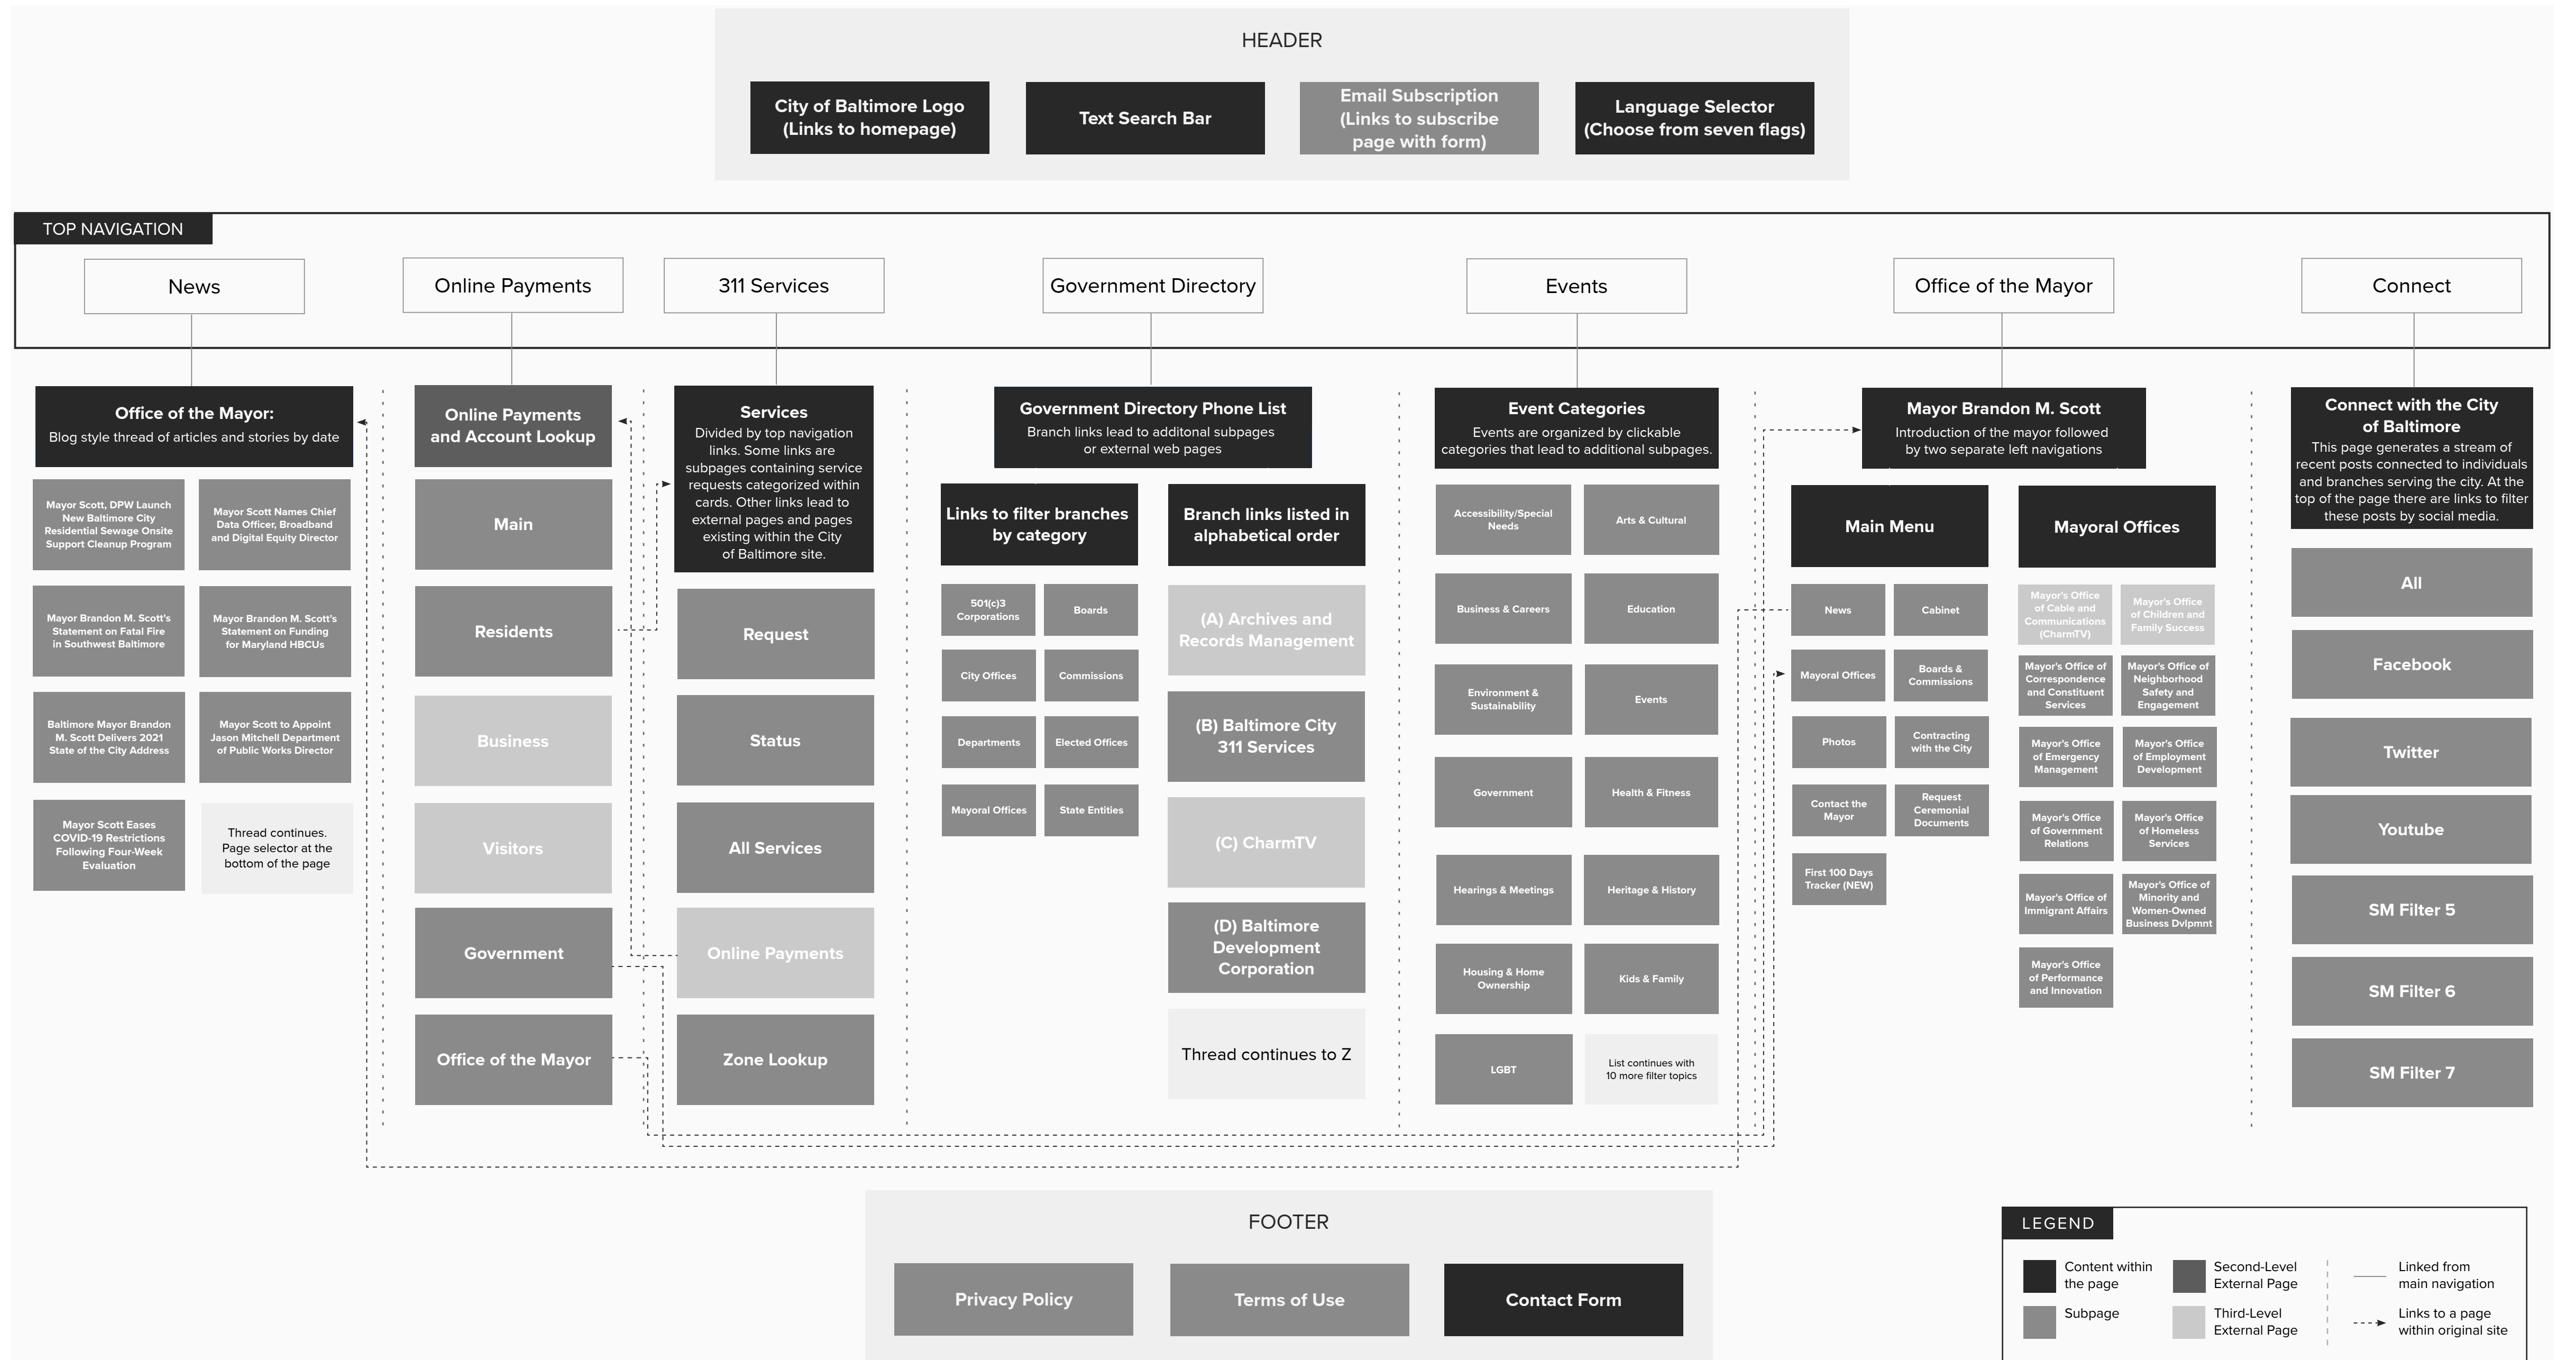 HEADER
City of Baltimore Logo
(Links to homepage)
Text Search Bar
Email Subscription
(Links to subscribe
page with form)
Language Selector
(Choose from seven flags)
TOP NAVIGATION
News
Online Payments
311 Services
Government Directory
Events
Office of the Mayor
Connect
Office of the Mayor:
Blog style thread of articles and stories by date
Mayor Scott, DPW Launch
New Baltimore City
Residential Sewage Onsite
Support Cleanup Program
Mayor Scott Names Chief
Data Officer, Broadband
and Digital Equity Director
Mayor Brandon M. Scott's
Statement on Fatal Fire
in Southwest Baltimore
Mayor Brandon M. Scott's
Statement on Funding
for Maryland HBCUs
Baltimore Mayor Brandon
M. Scott Delivers 2021
State of the City Address
Mayor Scott to Appoint
Jason Mitchell Department
of Public Works Director
Mayor Scott Eases
COVID-19 Restrictions
Following Four-Week
Evaluation
Thread continues.
Page selector at the
bottom of the page
Online Payments
and Account Lookup
Main
Residents
Business
Visitors
Government
Office of the Mayor
Services
Divided by top navigation
links. Some links are
subpages containing service
requests categorized within
cards. Other links lead to
external pages and pages
existing within the City
of Baltimore site.
Request
Status
All Services
Online Payments
Zone Lookup
Government Directory Phone List
Branch links lead to additonal subpages
or external web pages
Links to filter branches
by category
501(c)3
Corporations
Boards
City Offices
Commissions
Departments
Elected Offices
Mayoral Offices
State Entities
Branch links listed in
alphabetical order
(A) Archives and
Records Management
(B) Baltimore City
311 Services
(C) CharmTV
(D) Baltimore
Development
Corporation
Thread continues to Z
Event Categories
Events are organized by clickable
categories that lead to additional subpages.
Accessibility/Special
Needs
Arts & Cultural
Business & Careers
Education
Environment &
Sustainability
Events
Government
Health & Fitness
Hearings & Meetings
Heritage & History
Housing & Home
Ownership
Kids & Family
LGBT
List continues with
10 more filter topics
Mayor Brandon M. Scott
Introduction of the mayor followed
by two separate left navigations
Main Menu
News
Cabinet
Mayoral Offices
Boards &
Commissions
Photos
Contracting
with the City
Contact the
Mayor
Request
Ceremonial
Documents
First 100 Days
Tracker (NEW)
Mayoral Offices
Mayor's Office
of Cable and
Communications
(CharmTV)
Mayor's Office
of Children and
Family Success
Mayor's Office of
Correspondence
and Constituent
Services
Mayor's Office of
Neighborhood
Safety and
Engagement
Mayor's Office
of Emergency
Management
Mayor's Office
of Employment
Development
Mayor's Office
of Government
Relations
Mayor's Office
of Homeless
Services
Mayor's Office of
Immigrant Affairs
Mayor's Office of
Minority and
Women-Owned
Business Dvlpmnt
Mayor's Office
of Performance
and Innovation
Connect with the City
of Baltimore
This page generates a stream of
recent posts connected to individuals
and branches serving the city. At the
top of the page there are links to filter
these posts by social media.
All
Facebook
Twitter
Youtube
SM Filter 5
SM Filter 6
SM Filter 7
FOOTER
Privacy Policy
Terms of Use
Contact Form
LEGEND
Content within
the page
Subpage
Second-Level
External Page
Third-Level
External Page
Linked from
main navigation
Links to a page
within original site